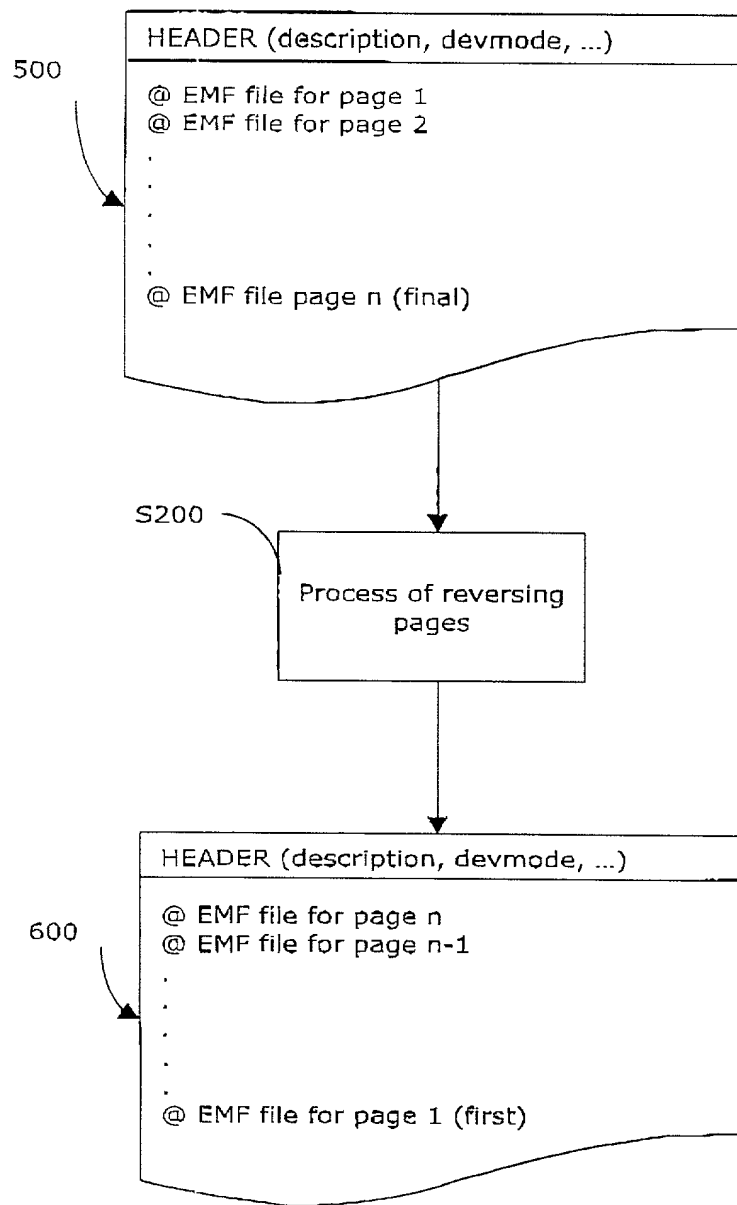 HEADER (description, devmode, ...)
500
@ EMF file for page 1
@ EMF file for page 2
.
.
.
.
.
@ EMF file page n (final)
S200
Process of reversing
pages
HEADER (description, devmode, ...)
@ EMF file for page n
600
@ EMF file for page n-1
.
.
.
.
.
@ EMF file for page 1 (first)